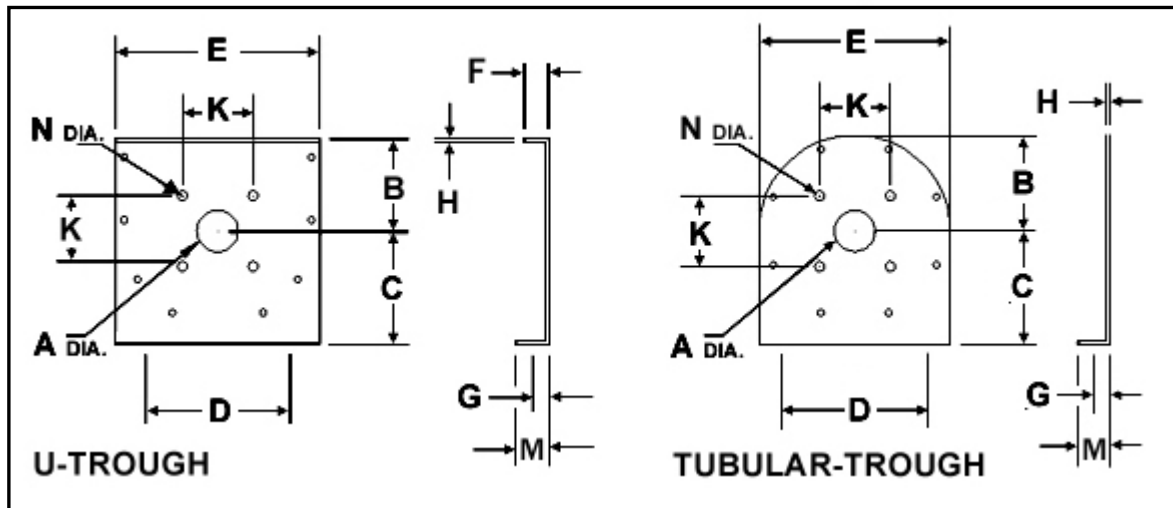 E
F
K
N DIA.
B
H
K
C
A DIA.
G
D
M
U-TROUGH
E
K
H
N DIA.
B
K
C
A DIA.
G
D
M
TUBULAR-TROUGH